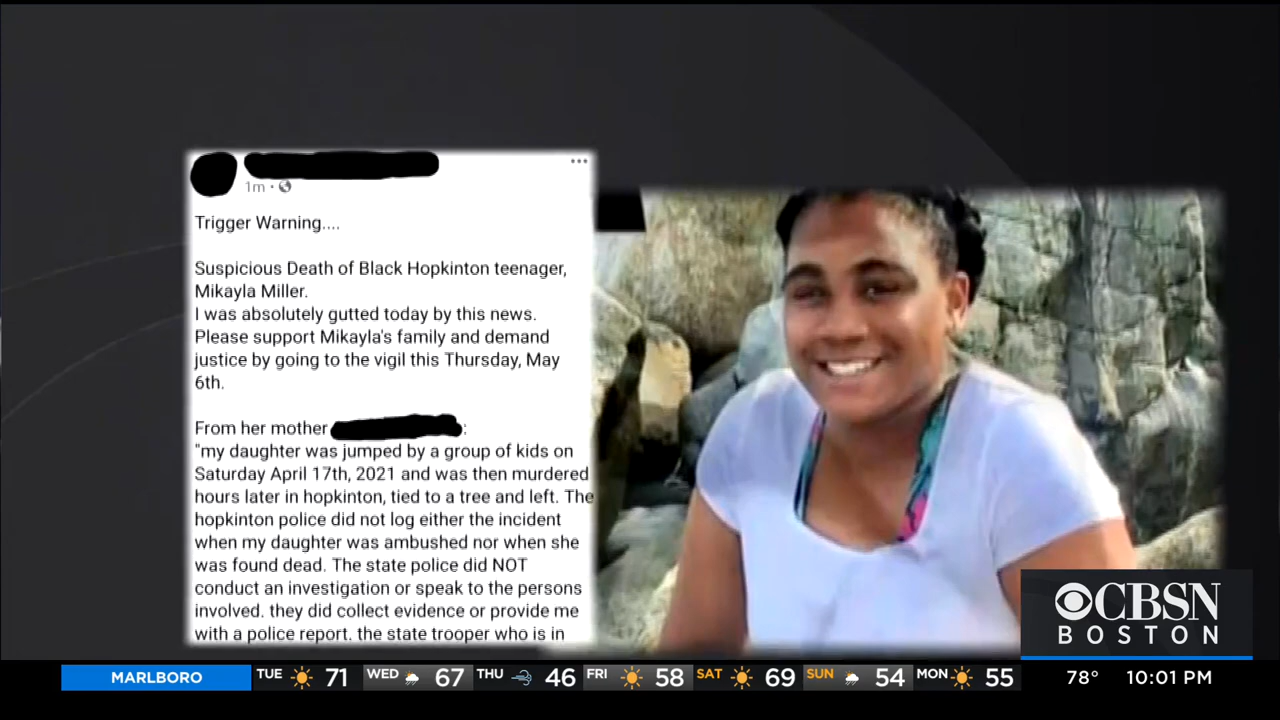 1m ·
Trigger Warning....
Suspicious Death of Black Hopkinton teenager,
Mikayla Miller.
I was absolutely gutted today by this news.
Please support Mikayla's family and demand
justice by going to the vigil this Thursday, May
6th.
From her mother :
"my daughter was jumped by a group of kids on
Saturday April 17th, 2021 and was then murdered
hours later in hopkinton, tied to a tree and left. The
hopkinton police did not log either the incident
when my daughter was ambushed nor when she
was found dead. The state police did NOT
conduct an investigation or speak to the persons
involved. they did collect evidence or provide me
with a police report. the state trooper who is in
CBSN
BOSTON
MARLBORO TUE 71 WED 67 THU 46 FRI 58 SAT 69 SUN 54 MON 55 78° 10:01 PM